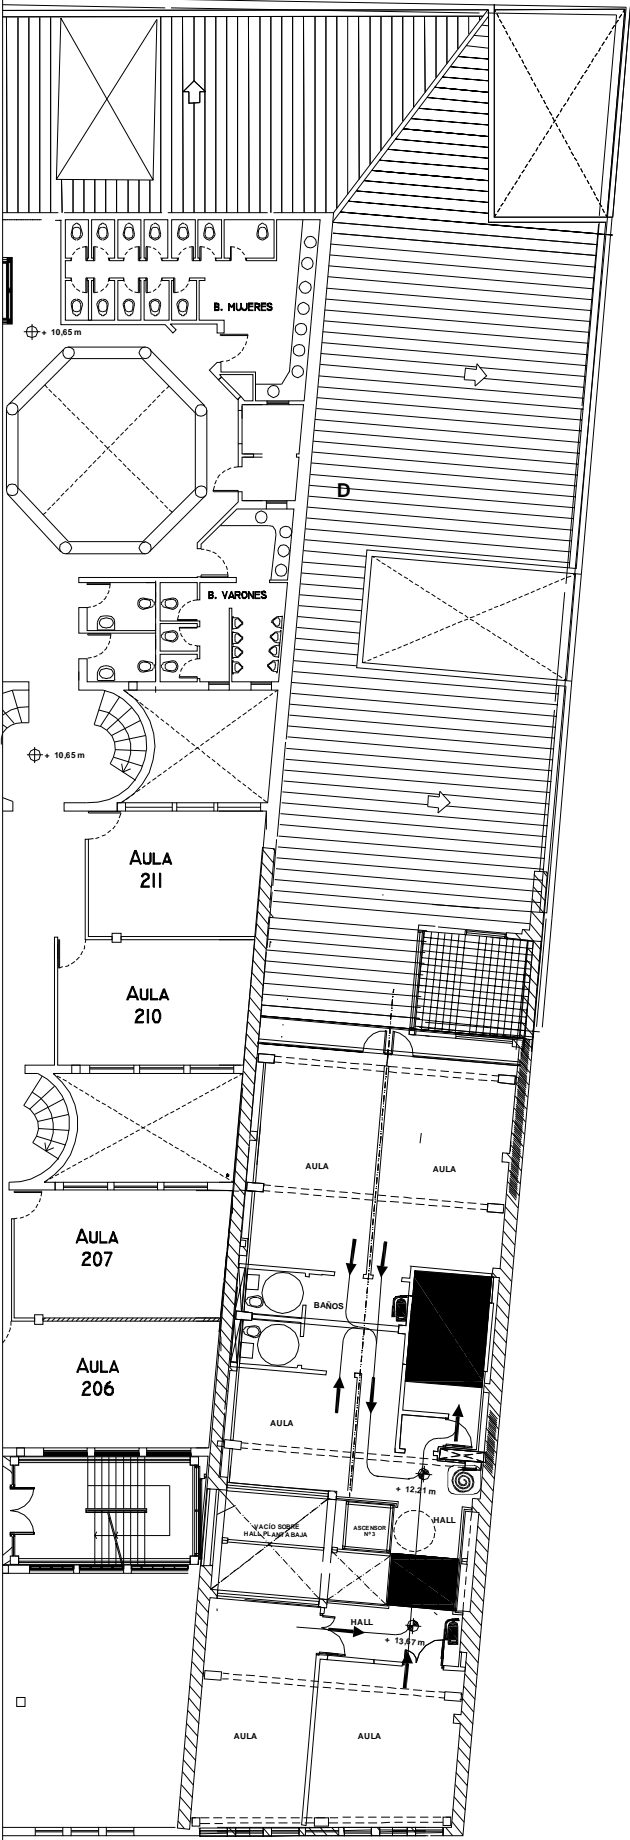 B. MUJERES
+ 10,65 m
D
B. VARONES
+ 10,65 m
AULA
211
AULA
210
AULA
AULA
AULA
207
BAÑOS
AULA
206
AULA
+ 12,21 m
VACÍO SOBRE
HALL PLANTA BAJA
ASCENSOR
Nº 3
HALL
HALL
+ 13,67 m
AULA
AULA